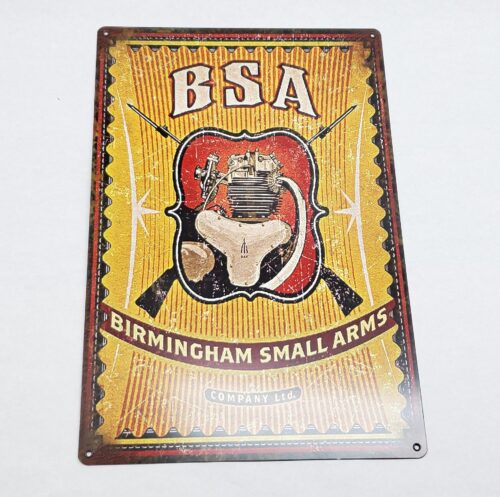 BSA
BIRMINGHAM SMALL ARMS
COMPANY Ltd.